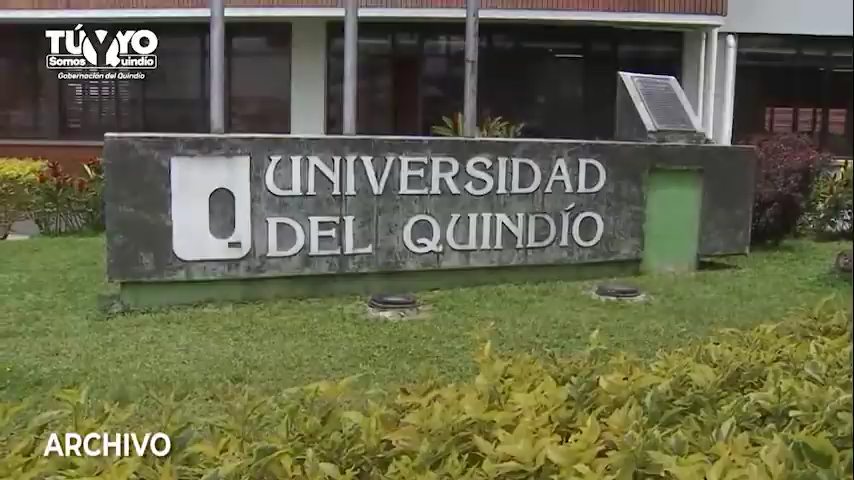 TÚ Y YO
Somos Quindío
Gobernación del Quindío
UNIVERSIDAD
DEL QUINDÍO
ARCHIVO